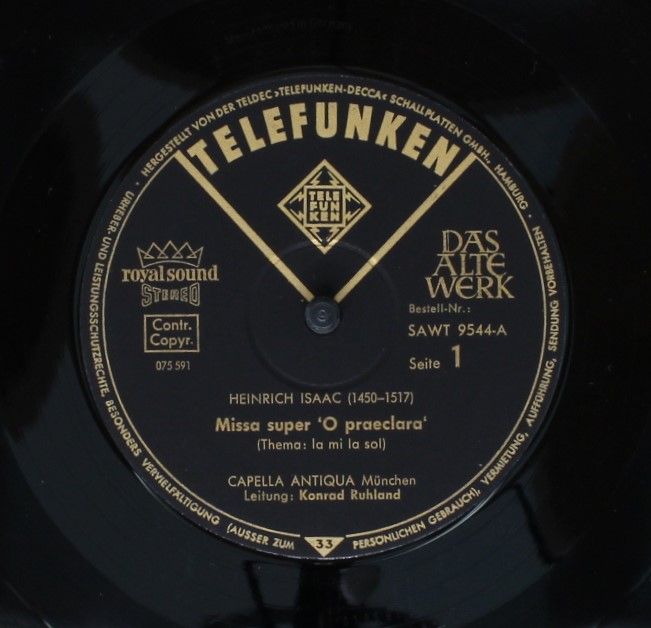 · HERGESTELLT VON DER TELDEC ›TELEFUNKEN-DECCA‹ SCHALLPLATTEN GMBH., HAMBURG ·
URHEBER- UND LEISTUNGSSCHUTZRECHTE, BESONDERS VERVIELFÄLTIGUNG (AUSSER ZUM PERSÖNLICHEN GEBRAUCH), VERMIETUNG, AUFFÜHRUNG, SENDUNG VORBEHALTEN
TELEFUNKEN
TELE
FUN
KEN
royal sound
STEREO
Contr.
Copyr.
075 591
DAS
ALTE
WERK
Bestell-Nr.:
SAWT 9544-A
Seite 1
HEINRICH ISAAC (1450-1517)
Missa super 'O praeclara'
(Thema: la mi la sol)
CAPELLA ANTIQUA München
Leitung: Konrad Ruhland
33